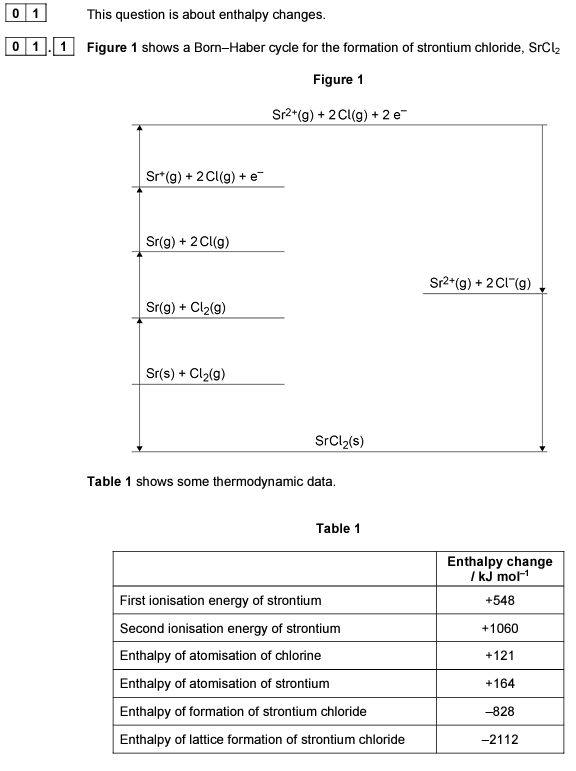 0 1 This question is about enthalpy changes.
0 1 . 1 Figure 1 shows a Born–Haber cycle for the formation of strontium chloride, SrCl₂
Figure 1
Sr²⁺(g) + 2 Cl(g) + 2 e⁻
Sr⁺(g) + 2 Cl(g) + e⁻
Sr(g) + 2 Cl(g)
Sr²⁺(g) + 2 Cl⁻(g)
Sr(g) + Cl₂(g)
Sr(s) + Cl₂(g)
SrCl₂(s)
Table 1 shows some thermodynamic data.
Table 1
Enthalpy change
/ kJ mol⁻¹
First ionisation energy of strontium +548
Second ionisation energy of strontium +1060
Enthalpy of atomisation of chlorine +121
Enthalpy of atomisation of strontium +164
Enthalpy of formation of strontium chloride –828
Enthalpy of lattice formation of strontium chloride –2112